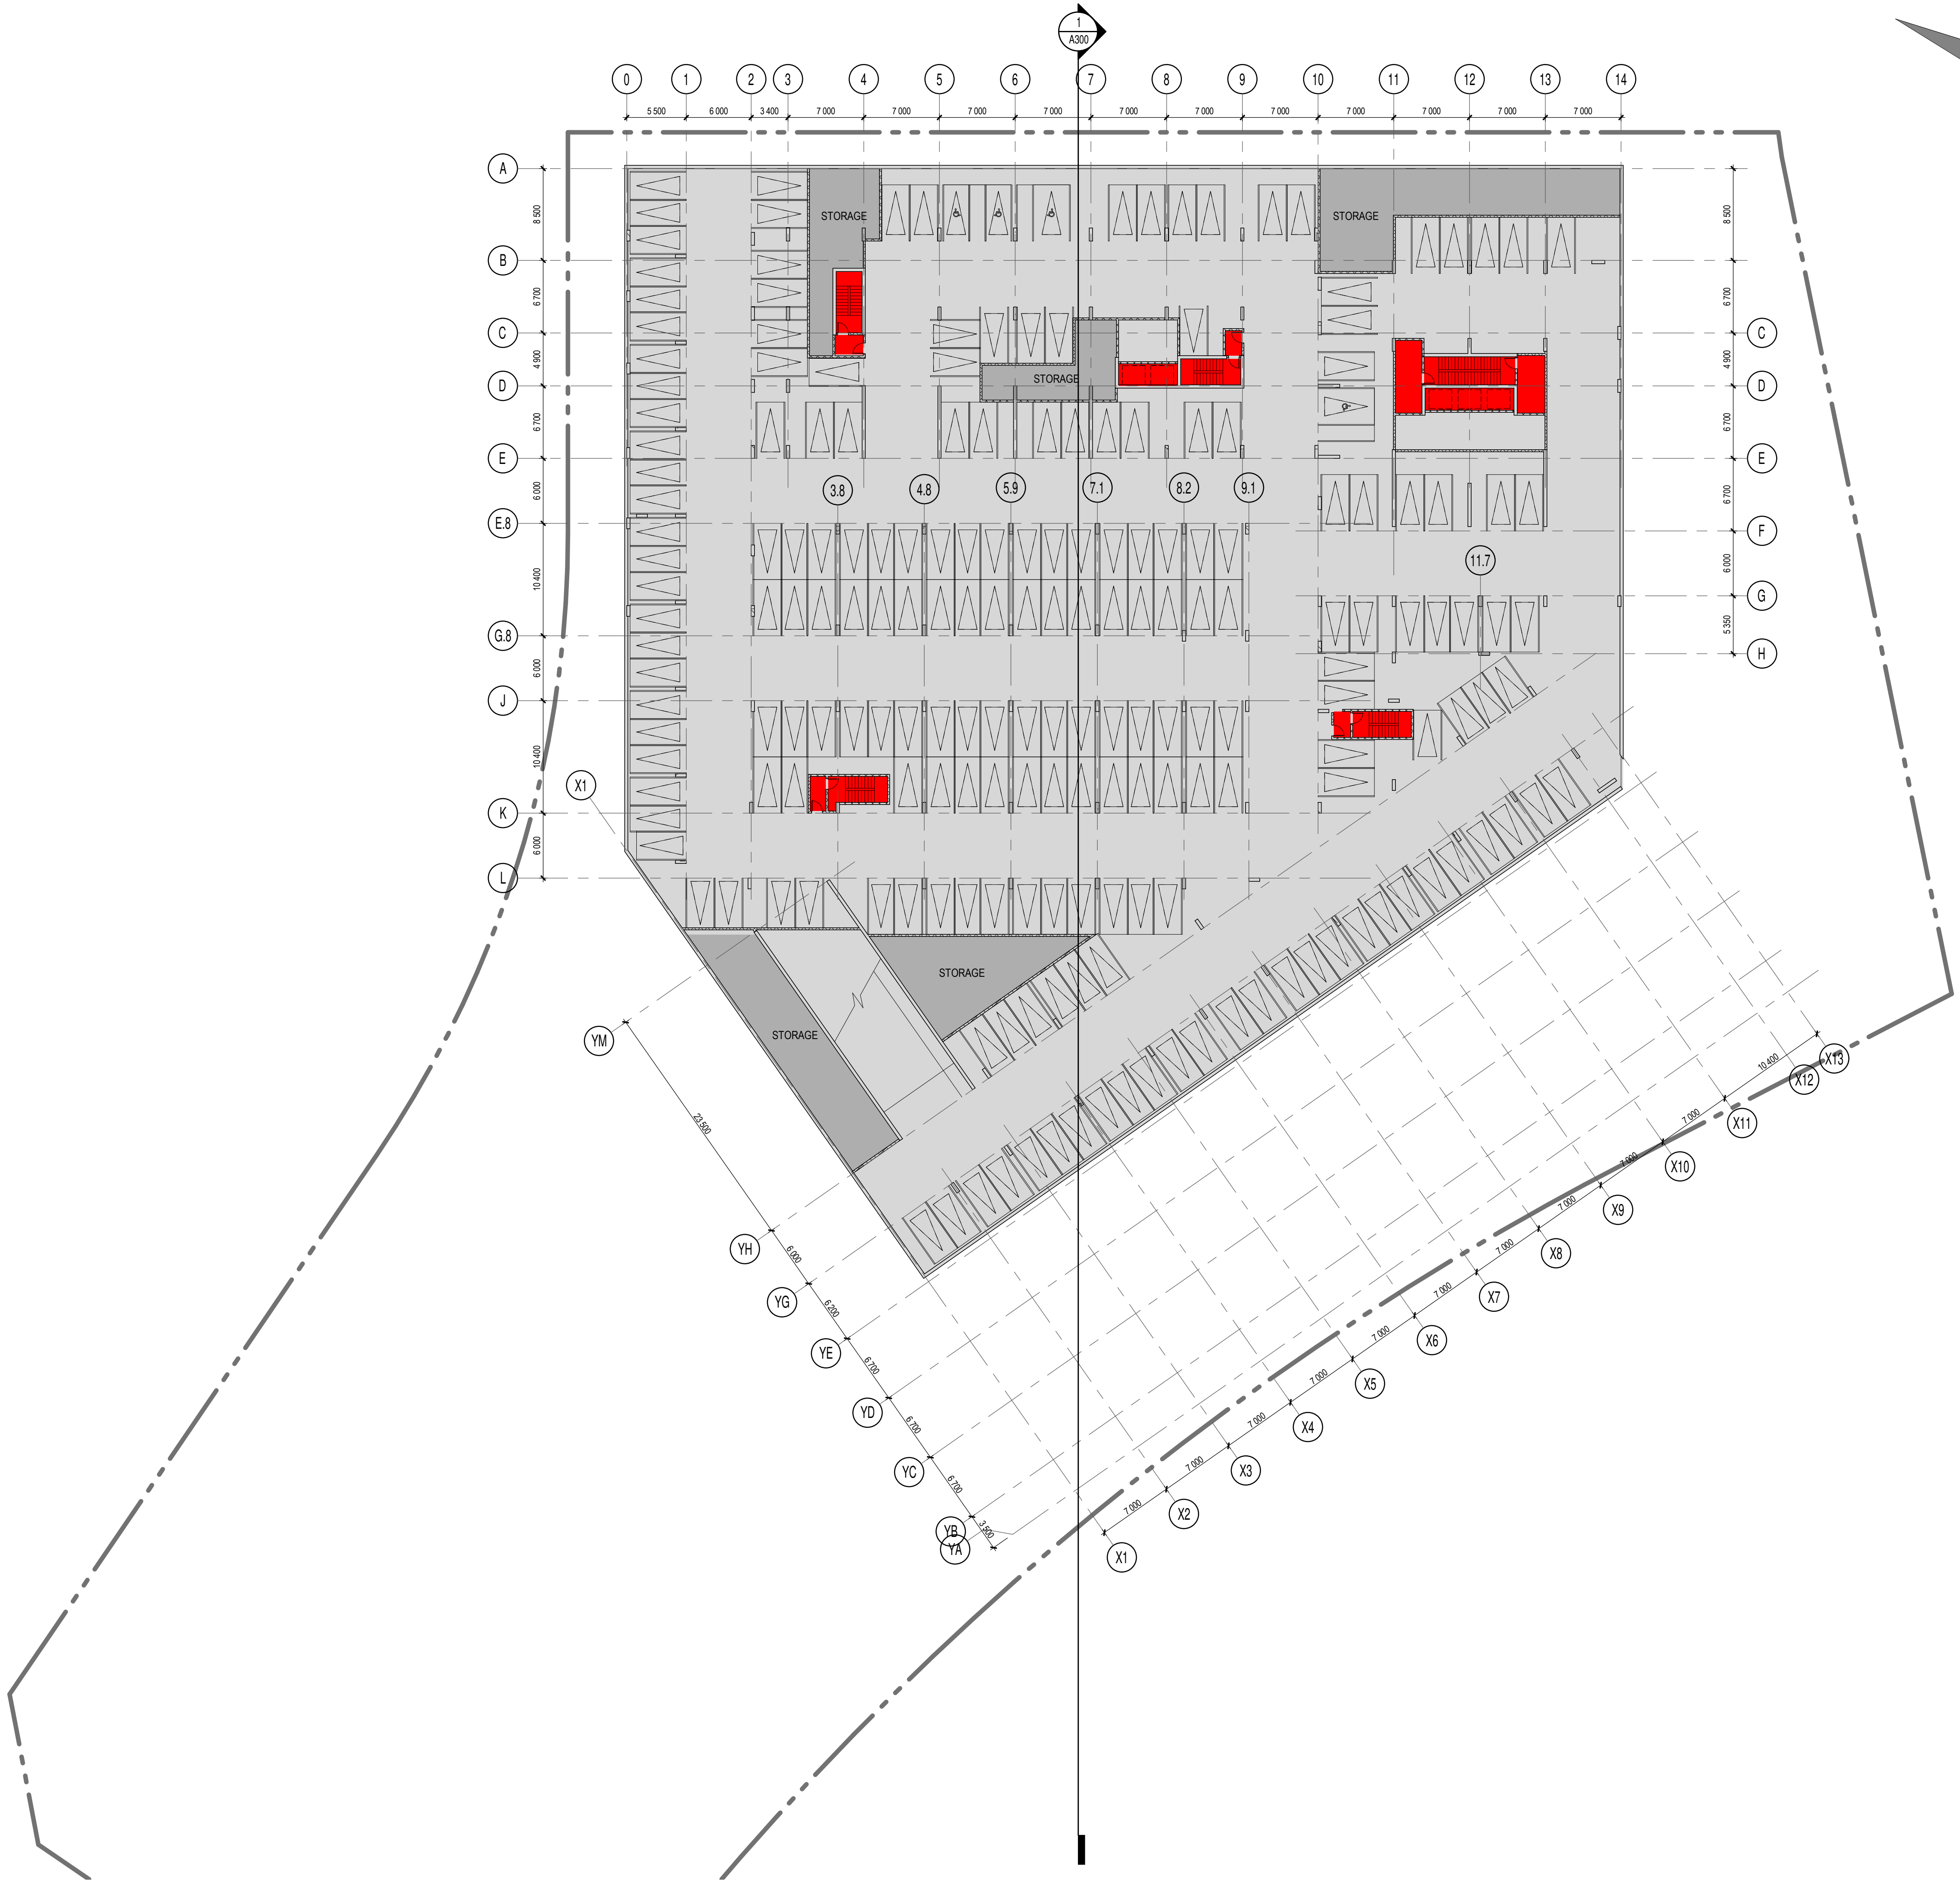 1
A300
0 1 2 3 4 5 6 7 8 9 10 11 12 13 14
5 500 6 000 3 400 7 000 7 000 7 000 7 000 7 000 7 000 7 000 7 000 7 000 7 000 7 000
A
8 500
8 500
STORAGE
STORAGE
B
6 700
6 700
C
C
4 900
4 900
STORAGE
D
D
6 700
6 700
E
E
3.8 4.8 5.9 7.1 8.2 9.1
6 000
6 700
E.8
F
11.7
10 400
6 000
G
G.8
5 350
H
6 000
J
10 400
X1
K
6 000
L
STORAGE
STORAGE
YM
23 500
YH
6 000
YG
6 200
YE
6 700
YD
6 700
YC
6 700
YB
3 500
YA
X1
7 000
X2
7 000
X3
7 000
X4
7 000
X5
7 000
X6
7 000
X7
7 000
X8
7 000
X9
7 000
X10
7 000
X11
10 400
X12
X13